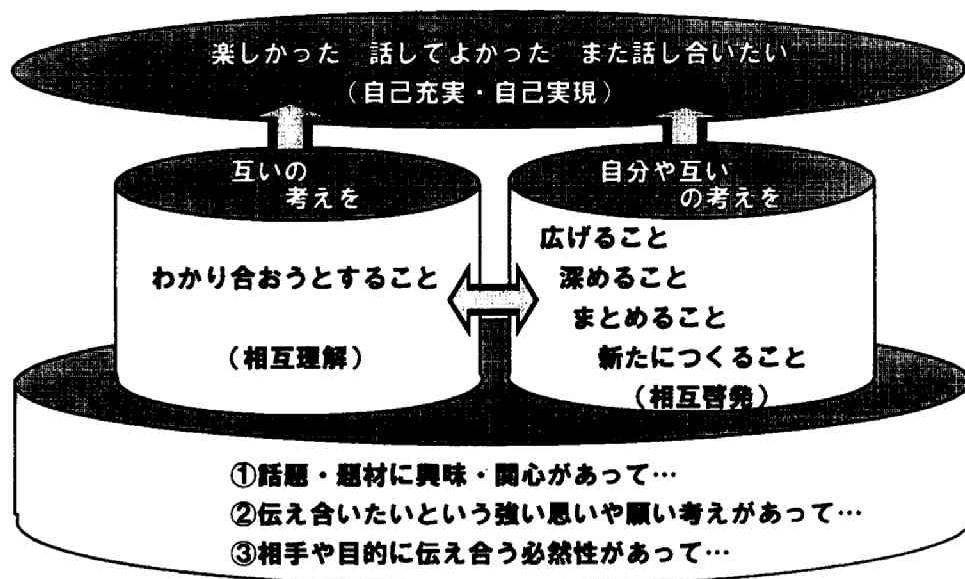 楽しかった 話してよかった また話し合いたい
(自己充実・自己実現)
互いの
考えを
わかり合おうとすること
(相互理解)
自分や互い
の考えを
広げること
深めること
まとめること
新たにつくること
(相互啓発)
①話題・題材に興味・関心があって…
②伝え合いたいという強い思いや願い考えがあって…
③相手や目的に伝え合う必然性があって…